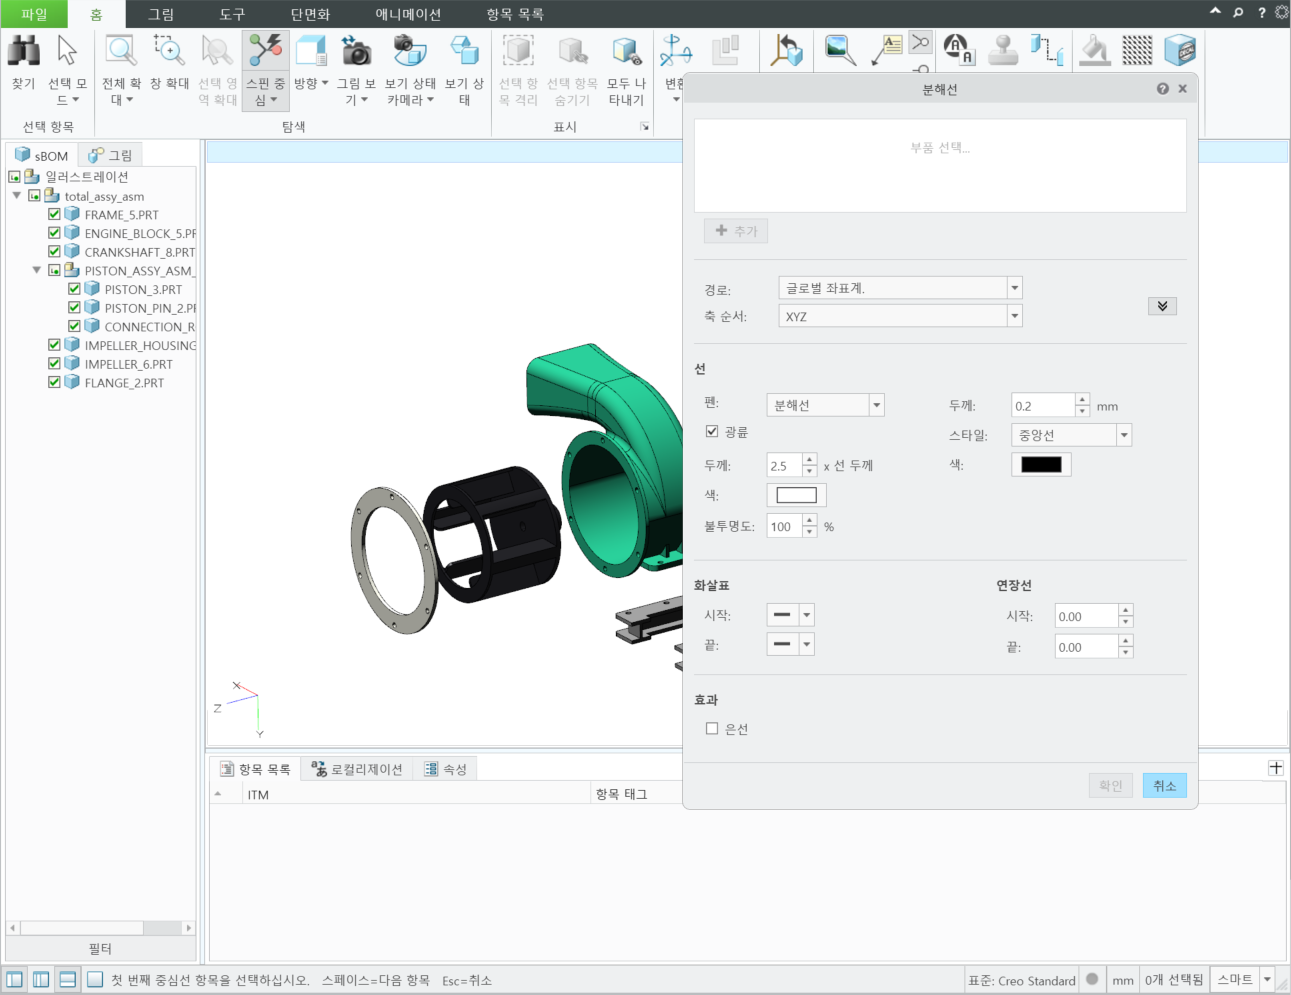 파일 홈 그림 도구 단면화 애니메이션 항목 목록
찾기
선택 모드
전체 확대
창 확대
선택 영역 확대
스핀 중심
방향
그림 보기
보기 상태 카메라
보기 상태
선택 항목 격리
선택 항목 숨기기
모두 나타내기
변환
선택 항목 탐색 표시
분해선
부품 선택...
추가
경로: 글로벌 좌표계.
축 순서: XYZ
선
펜: 분해선
두께: 0.2 mm
광륜
스타일: 중앙선
두께: 2.5 x 선 두께
색:
색:
불투명도: 100 %
화살표 연장선
시작: 시작: 0.00
끝: 끝: 0.00
효과
은선
확인 취소
sBOM 그림
일러스트레이션
total_assy_asm
FRAME_5.PRT
ENGINE_BLOCK_5.PR
CRANKSHAFT_8.PRT
PISTON_ASSY_ASM_
PISTON_3.PRT
PISTON_PIN_2.PR
CONNECTION_R
IMPELLER_HOUSING
IMPELLER_6.PRT
FLANGE_2.PRT
필터
X
Z
Y
항목 목록 로컬리제이션 속성
ITM 항목 태그
첫 번째 중심선 항목을 선택하십시오. 스페이스=다음 항목 Esc=취소
표준: Creo Standard mm 0개 선택됨 스마트